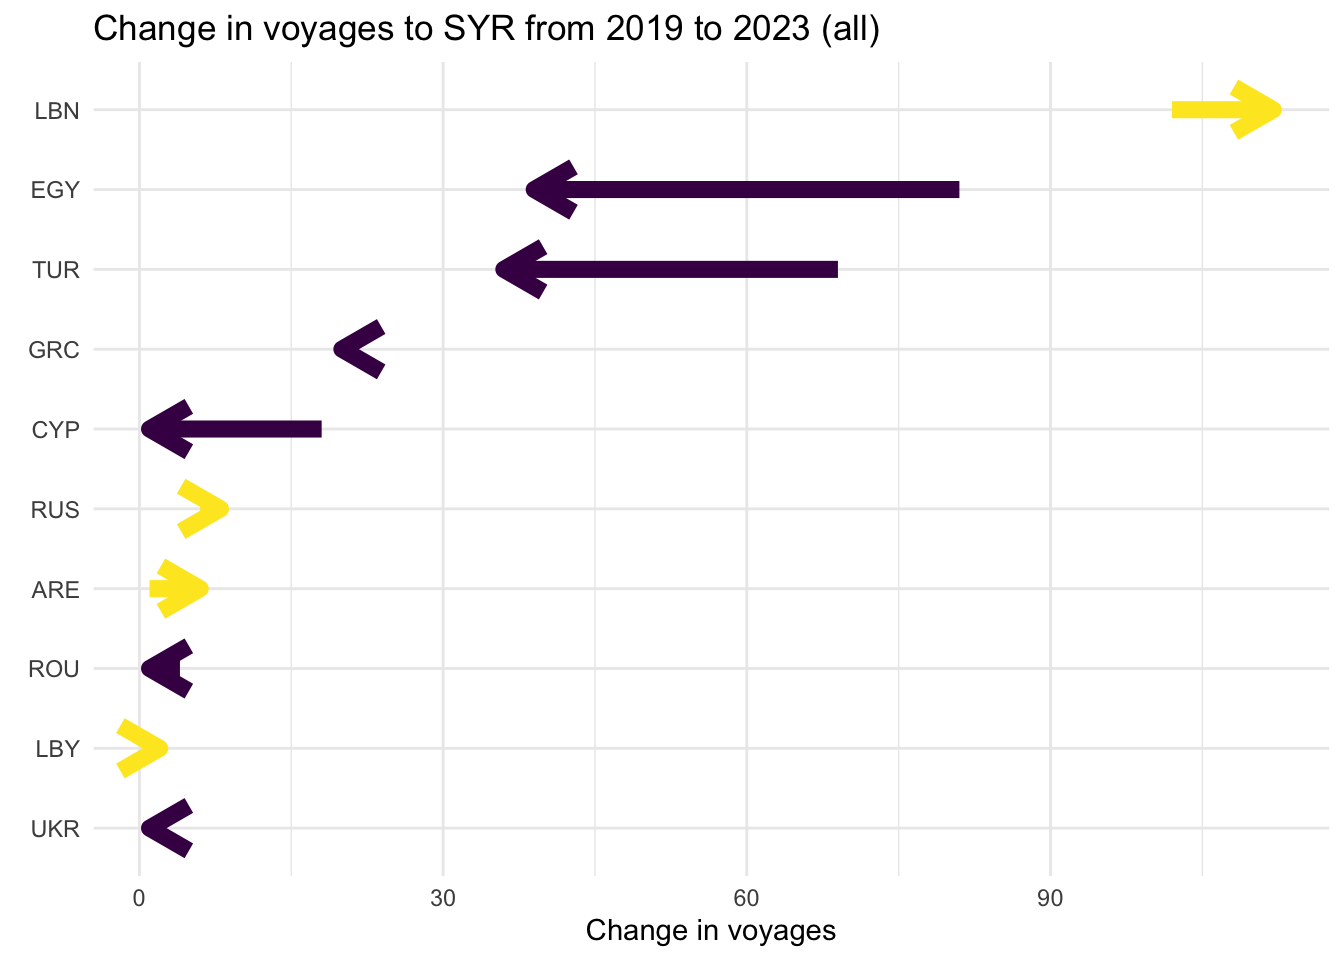 Change in voyages to SYR from 2019 to 2023 (all)
LBN
EGY
TUR
GRC
CYP
RUS
ARE
ROU
LBY
UKR
0 30 60 90
Change in voyages